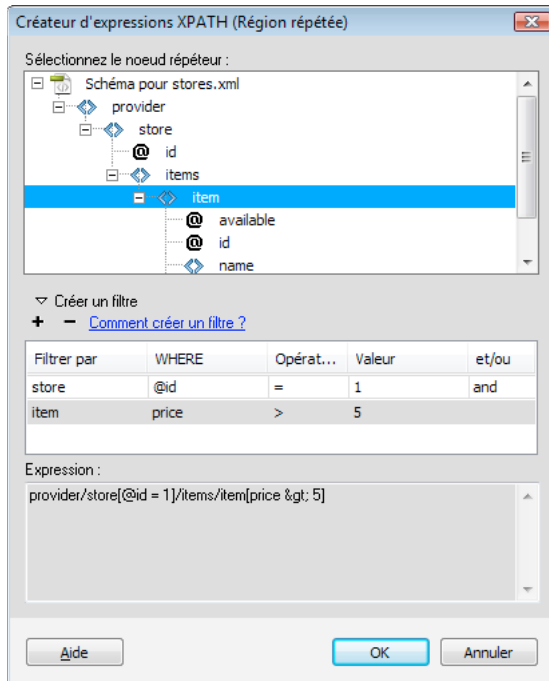 Créateur d'expressions XPATH (Région répétée)
Sélectionnez le noeud répéteur :
Schéma pour stores.xml
provider
store
@ id
items
item
@ available
@ id
name
Créer un filtre
+ − Comment créer un filtre ?
Filtrer par WHERE Opérat... Valeur et/ou
store @id = 1 and
item price > 5
Expression :
provider/store[@id = 1]/items/item[price &gt; 5]
Aide OK Annuler